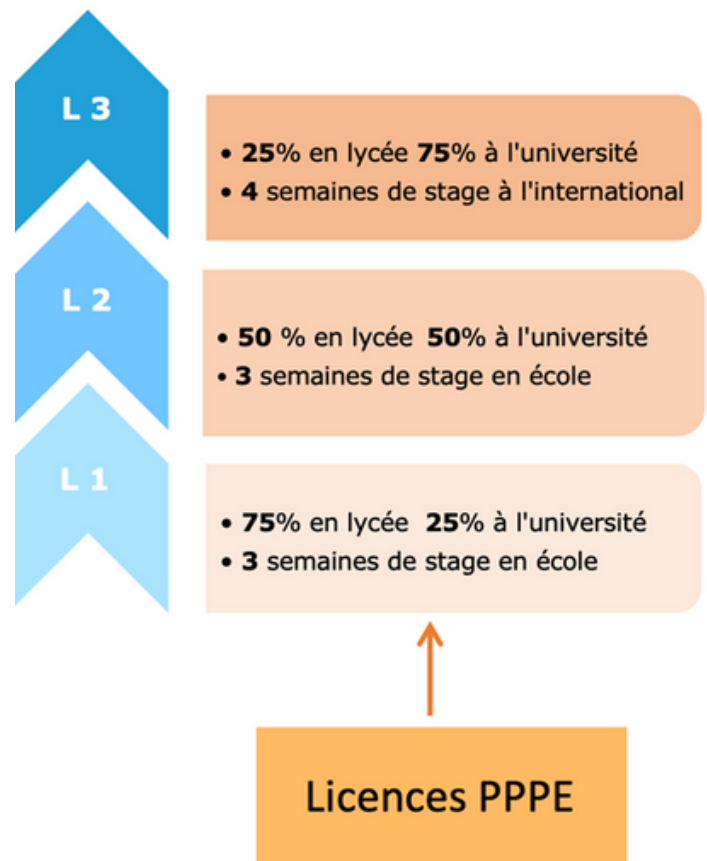 L 3
• 25% en lycée 75% à l'université
• 4 semaines de stage à l'international
L 2
• 50 % en lycée 50% à l'université
• 3 semaines de stage en école
L 1
• 75% en lycée 25% à l'université
• 3 semaines de stage en école
Licences PPPE